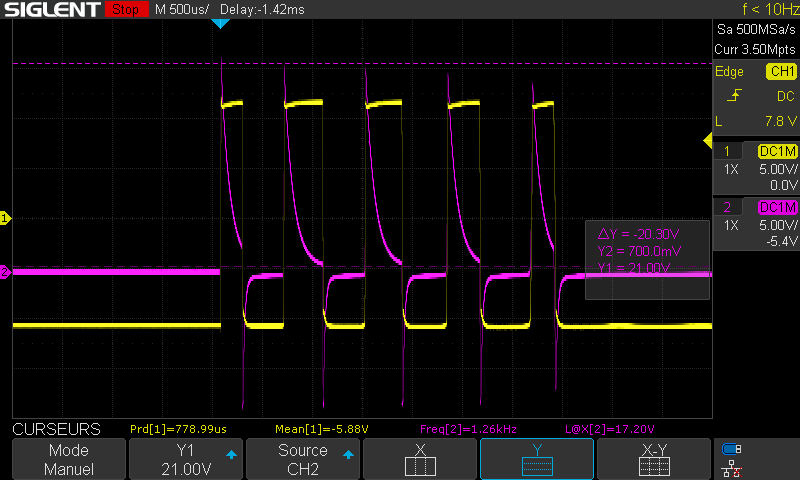 SIGLENT Stop M 500us/ Delay:-1.42ms f < 10Hz
Sa 500MSa/s
Curr 3.50Mpts
Edge CH1
DC
L 7.8 V
1 DC1M
1X 5.00V/
0.0V
2 DC1M
1X 5.00V/
-5.4V
1
2
ΔY = -20.30V
Y2 = 700.0mV
Y1 = 21.00V
CURSEURS Prd[1]=778.99us Mean[1]=-5.88V Freq[2]=1.26kHz L@X[2]=17.20V
Mode Y1 Source X Y X-Y
Manuel 21.00V CH2